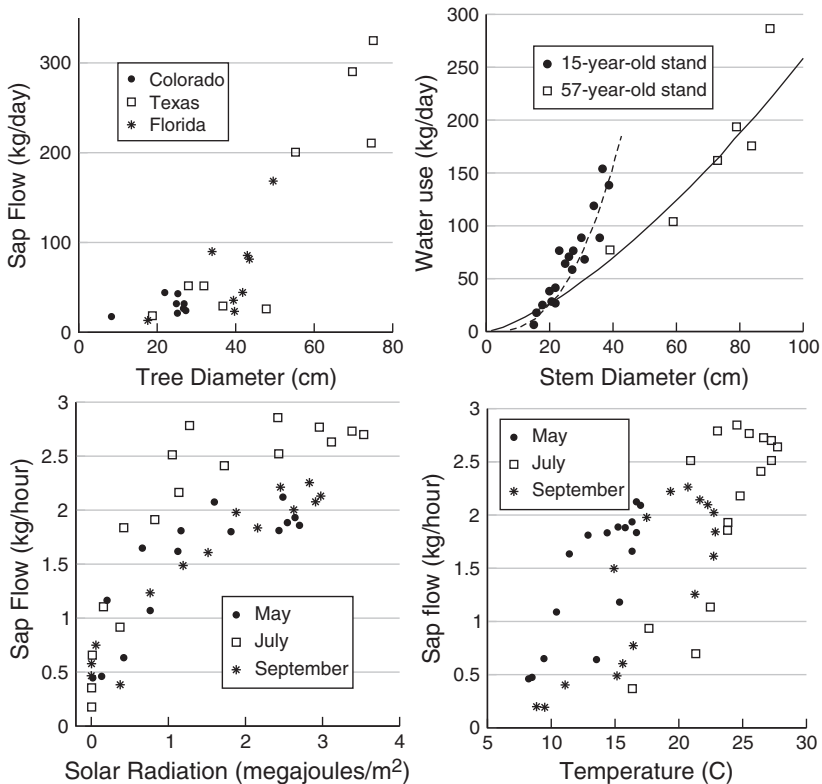 300
200
100
0
Sap Flow (kg/day)
Colorado
Texas
Florida
0 20 40 60 80
Tree Diameter (cm)
300
250
200
150
100
50
0
Water use (kg/day)
15-year-old stand
57-year-old stand
0 20 40 60 80 100
Stem Diameter (cm)
3
2.5
2
1.5
1
0.5
0
Sap Flow (kg/hour)
May
July
September
0 1 2 3 4
Solar Radiation (megajoules/m²)
3
2.5
2
1.5
1
0.5
0
Sap flow (kg/hour)
May
July
September
5 10 15 20 25 30
Temperature (C)